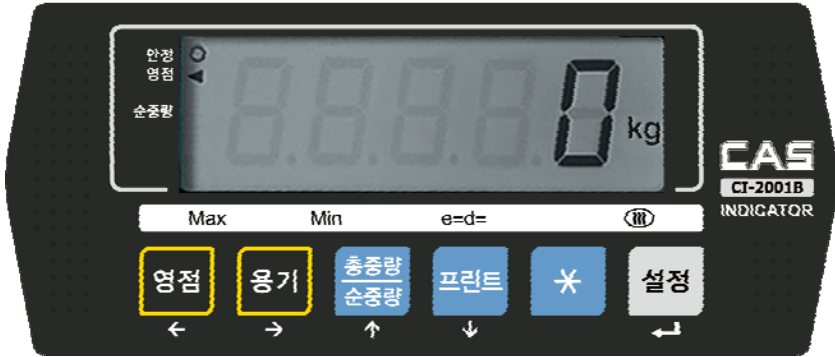 안정
영점
순중량
0 kg
CAS
CI-2001B
INDICATOR
Max Min e=d=
영점 용기 총중량 프린트 * 설정
순중량
← → ↑ ↓ ↵